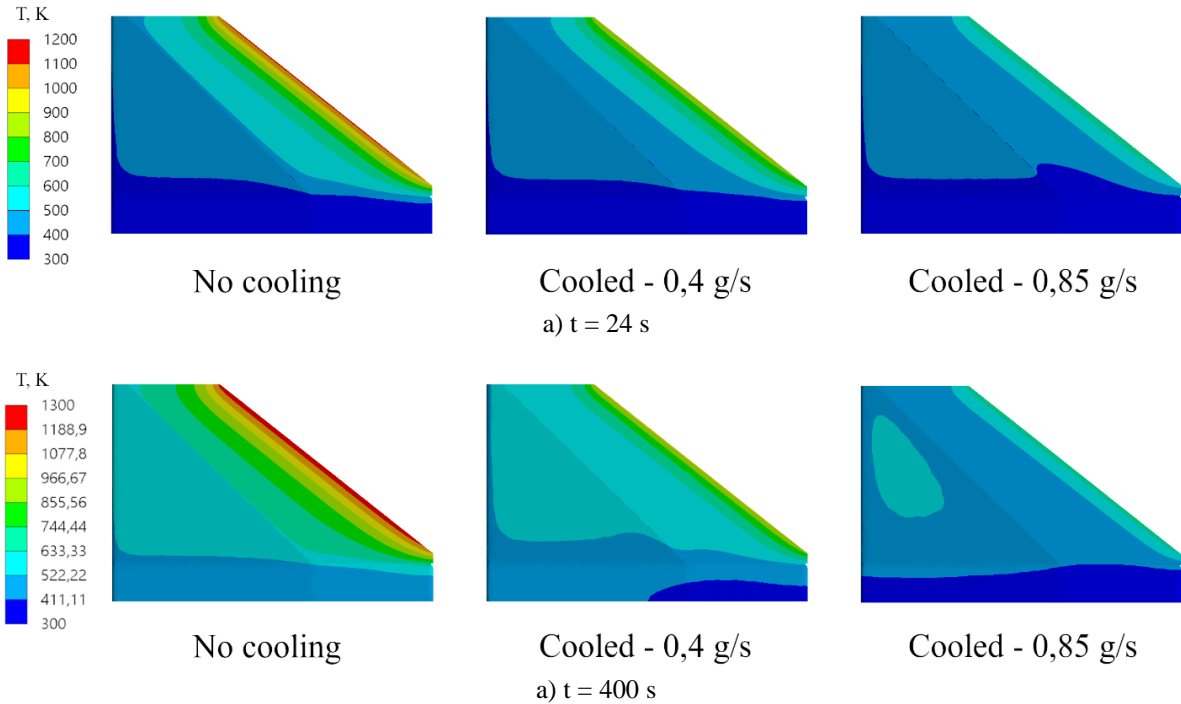 T, K
1200
1000
900
800
700
600
500
400
300
No cooling
Cooled - 0,4 g/s
Cooled - 0,85 g/s
a) t = 24 s
T, K
1300
1188,9
1077,8
966,67
855,56
744,44
633,33
522,22
411,11
300
No cooling
Cooled - 0,4 g/s
Cooled - 0,85 g/s
a) t = 400 s